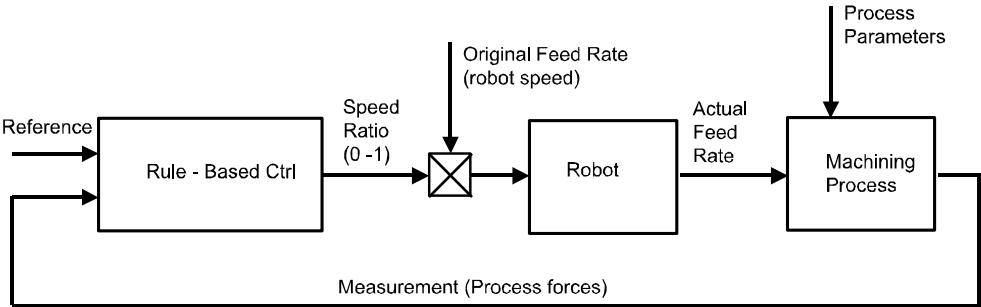 Process
Parameters
Original Feed Rate
(robot speed)
Speed
Ratio
(0 -1)
Actual
Feed
Rate
Reference
Rule - Based Ctrl
Robot
Machining
Process
Measurement (Process forces)